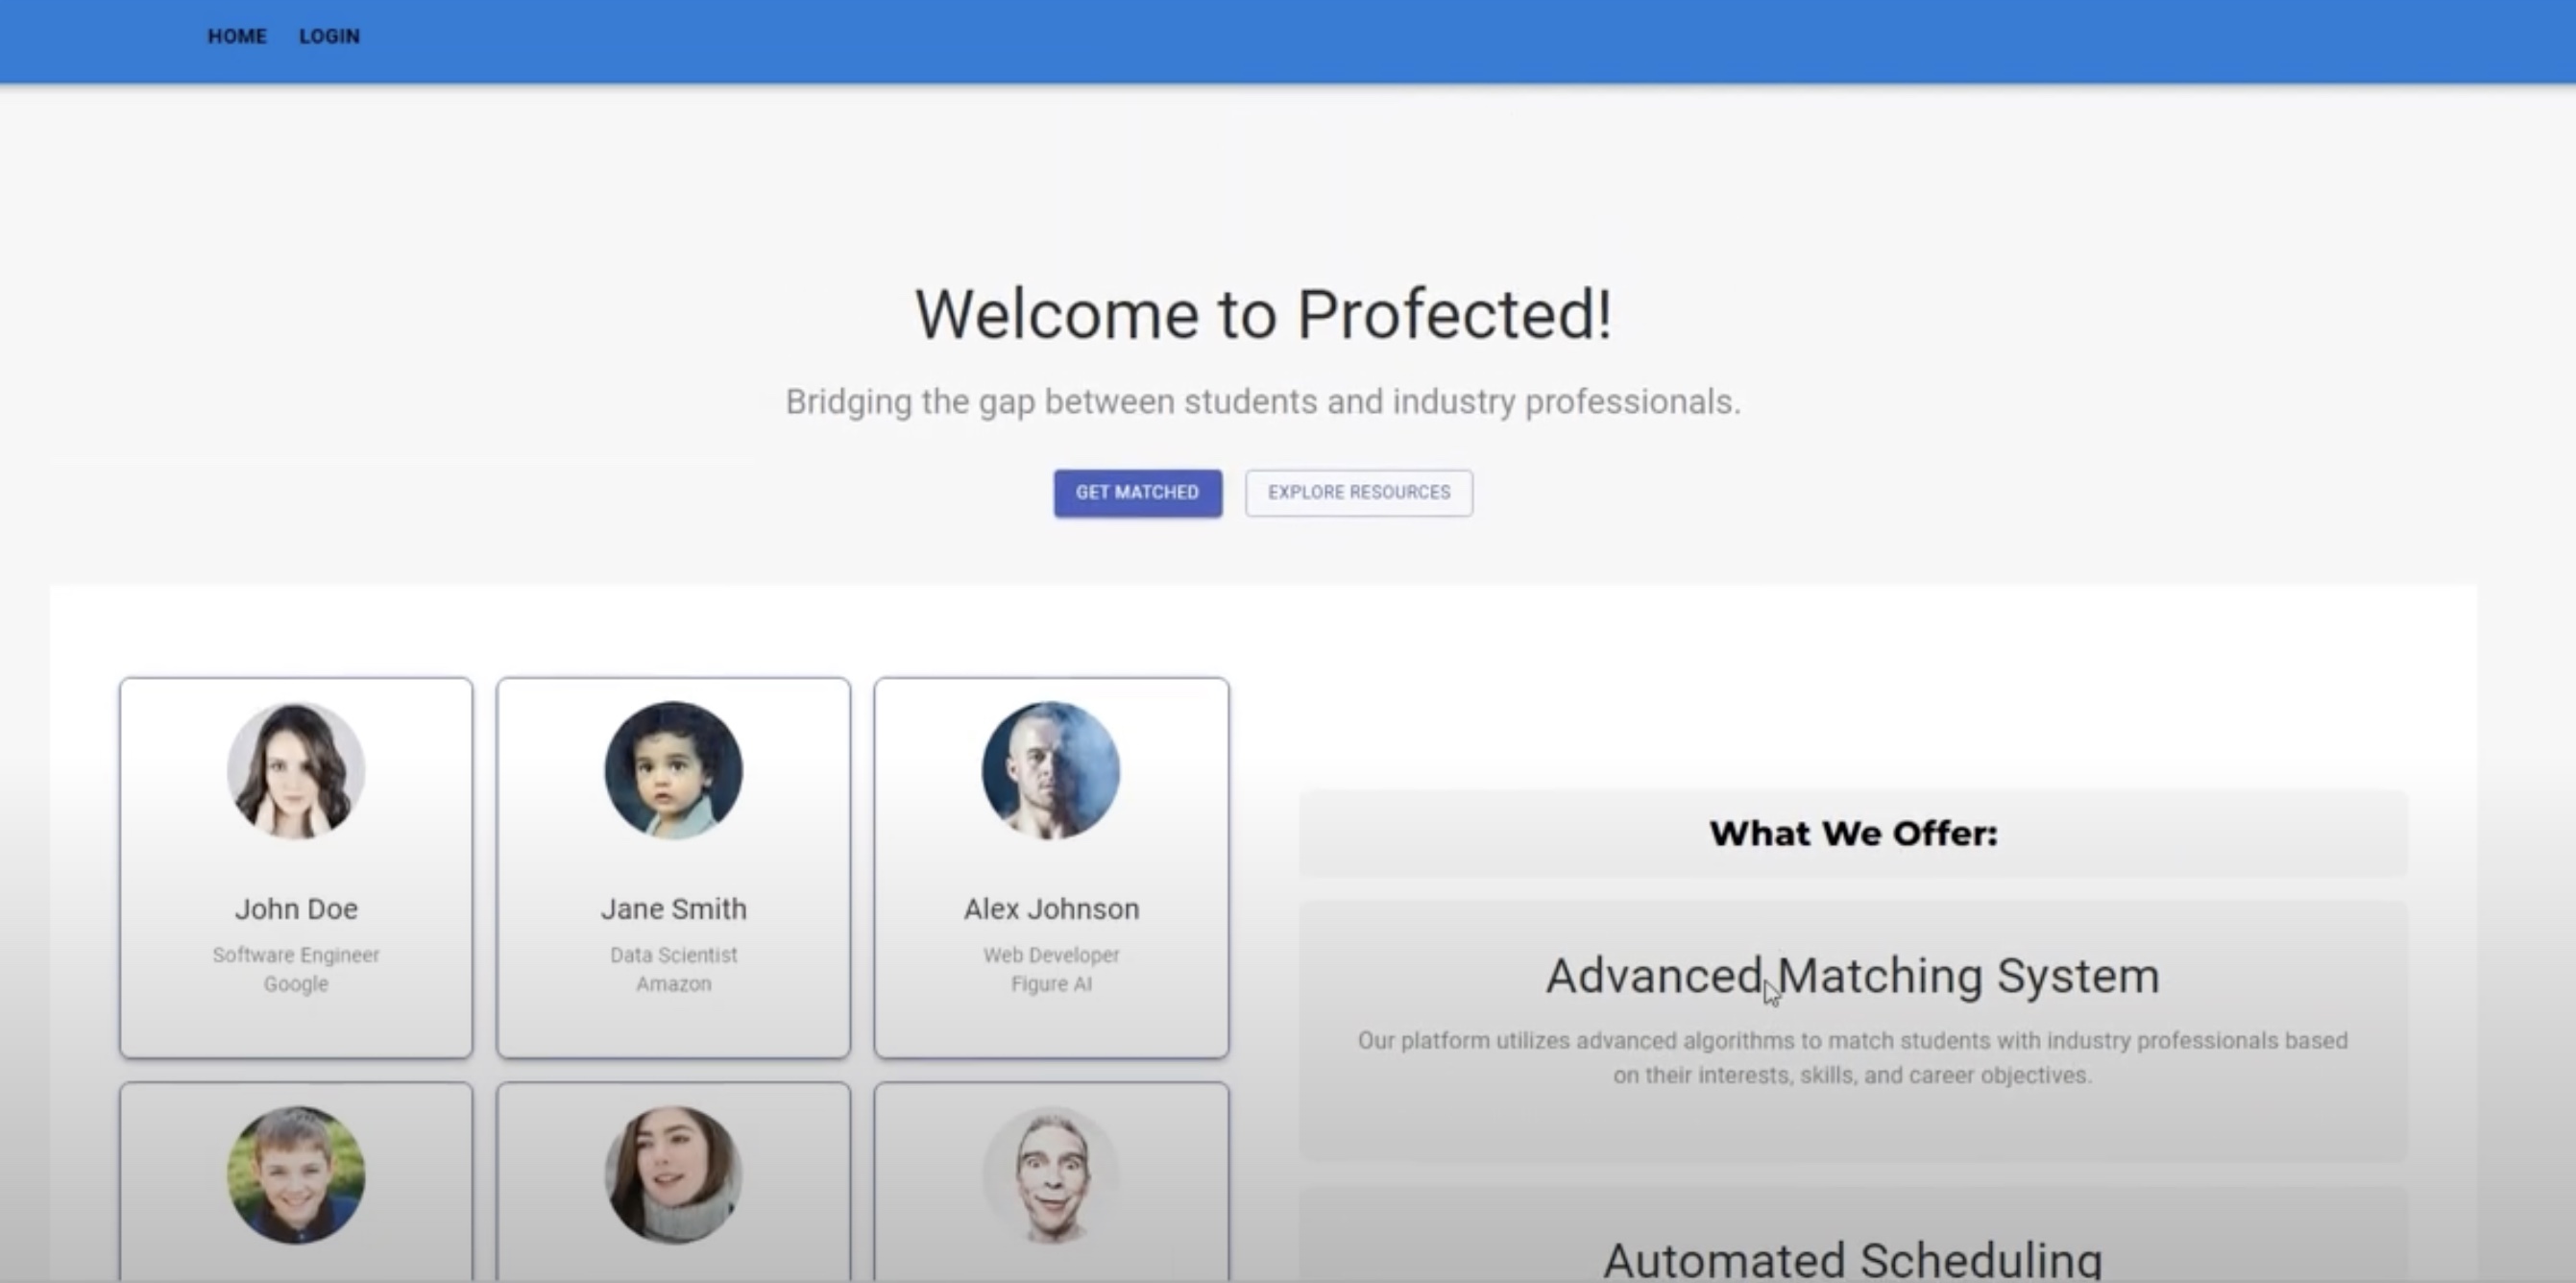 HOME LOGIN
Welcome to Profected!
Bridging the gap between students and industry professionals.
GET MATCHED EXPLORE RESOURCES
John Doe
Software Engineer
Google
Jane Smith
Data Scientist
Amazon
Alex Johnson
Web Developer
Figure AI
What We Offer:
Advanced Matching System
Our platform utilizes advanced algorithms to match students with industry professionals based
on their interests, skills, and career objectives.
Automated Scheduling